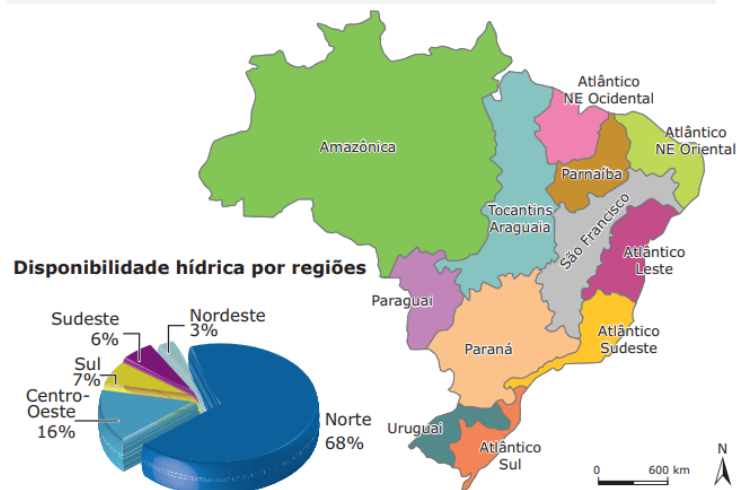 Atlântico
NE Ocidental
Atlântico
NE Oriental
Amazônica
Parnaíba
Tocantins
Araguaia
São Francisco
Atlântico
Leste
Disponibilidade hídrica por regiões
Paraguai
Nordeste
3%
Sudeste
6%
Atlântico
Sudeste
Paraná
Sul
7%
Centro-
Oeste
16%
Norte
68%
Uruguai
Atlântico
Sul
N
0 600 km